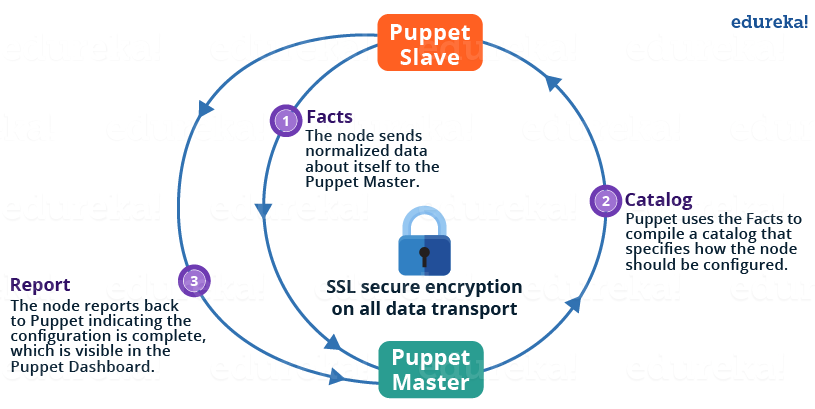 edureka!
Puppet
Slave
1
Facts
The node sends
normalized data
about itself to the
Puppet Master.
2
Catalog
Puppet uses the Facts to
compile a catalog that
specifies how the node
should be configured.
SSL secure encryption
on all data transport
3
Report
The node reports back
to Puppet indicating the
configuration is complete,
which is visible in the
Puppet Dashboard.
Puppet
Master